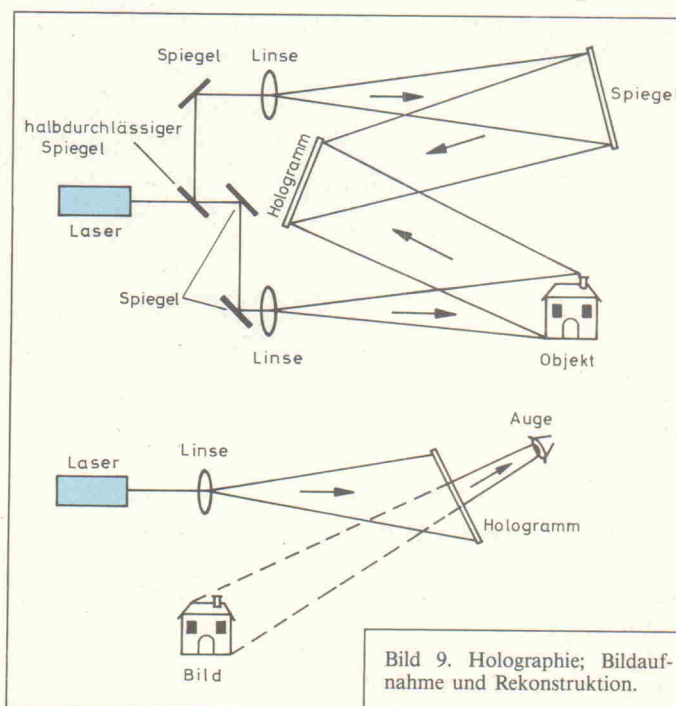 Spiegel
Linse
Spiegel
halbdurchlässiger
Spiegel
Hologramm
Laser
Spiegel
Linse
Objekt
Auge
Linse
Laser
Hologramm
Bild
Bild 9. Holographie; Bildauf-
nahme und Rekonstruktion.